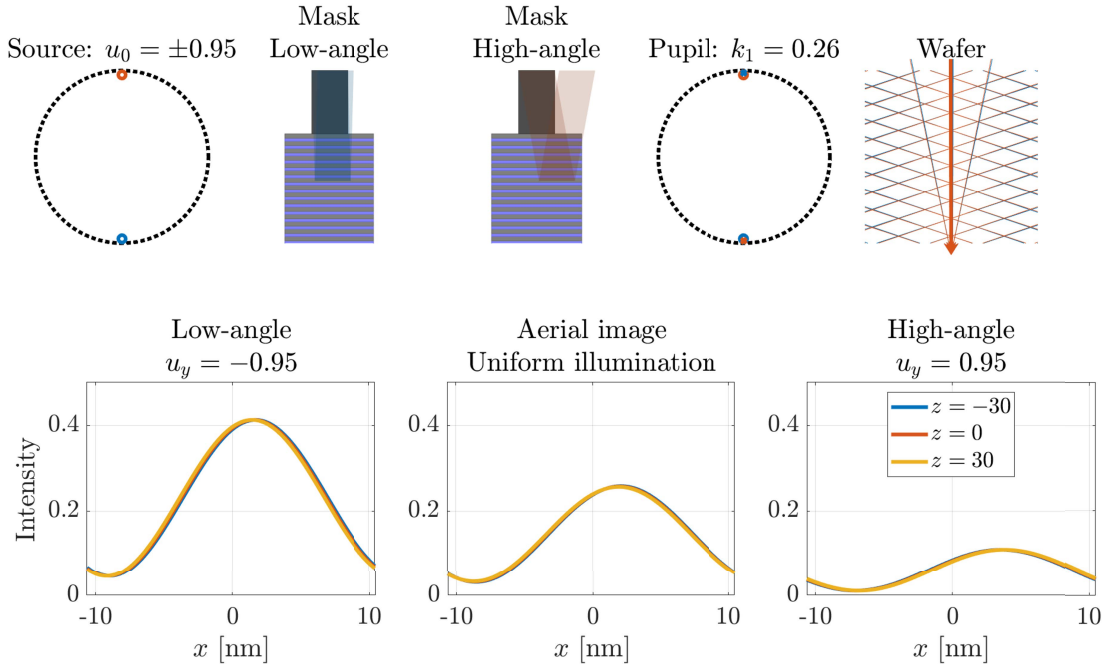 Mask Mask
Source: u₀ = ±0.95 Low-angle High-angle Pupil: k₁ = 0.26 Wafer
Low-angle Aerial image High-angle
u_y = −0.95 Uniform illumination u_y = 0.95
Intensity
0.4 0.4 0.4
0.2 0.2 0.2
0 0 0
z = −30
z = 0
z = 30
-10 0 10 -10 0 10 -10 0 10
x [nm] x [nm] x [nm]